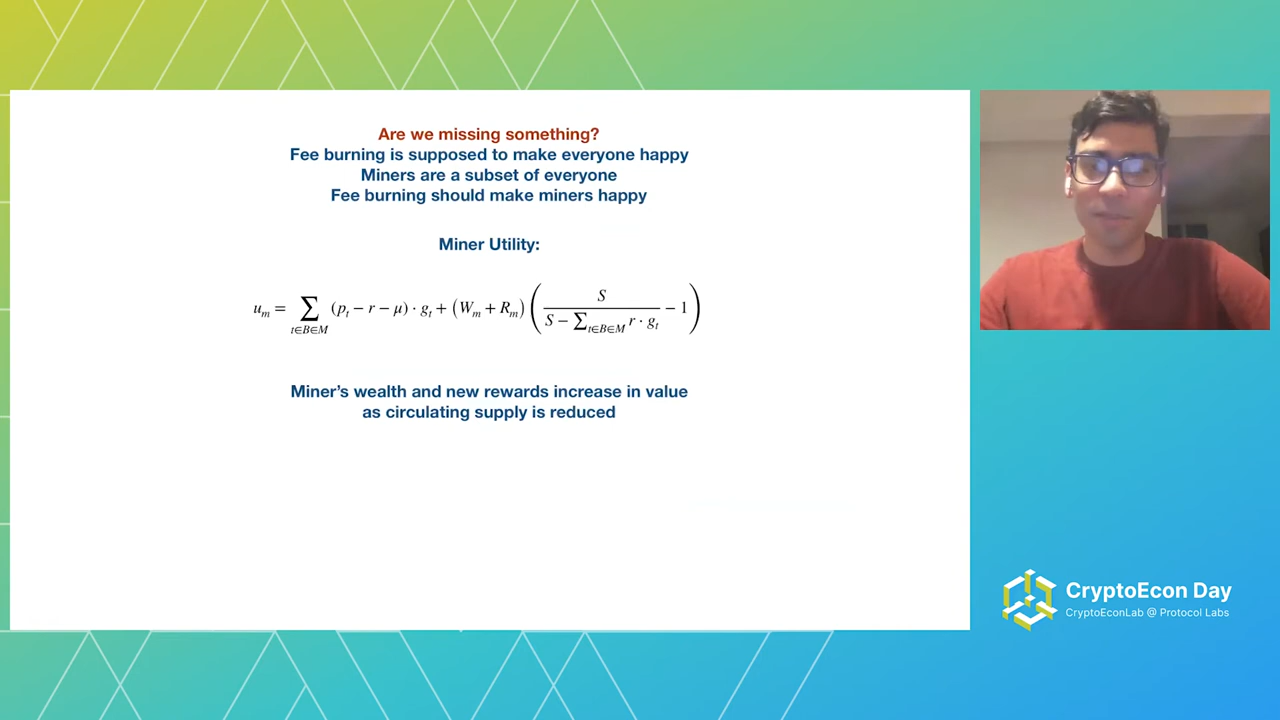 Are we missing something?
Fee burning is supposed to make everyone happy
Miners are a subset of everyone
Fee burning should make miners happy
Miner Utility:
u_m = ∑_{t∈B∈M} (p_t − r − μ) · g_t + (W_m + R_m) ( S / (S − ∑_{t∈B∈M} r · g_t) − 1 )
Miner's wealth and new rewards increase in value
as circulating supply is reduced
CryptoEcon Day
CryptoEconLab @ Protocol Labs